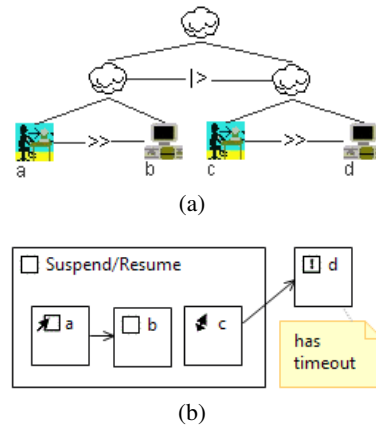 |>
>> >>
a b c d
(a)
Suspend/Resume
! d
a b c
has
timeout
(b)